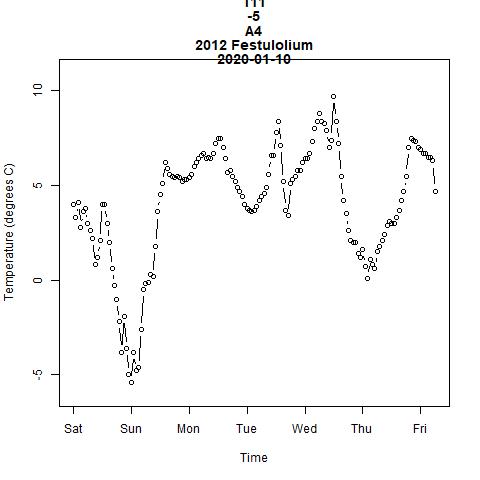 T11
-5
A4
2012 Festulolium
2020-01-10
Temperature (degrees C)
10
5
0
-5
Sat Sun Mon Tue Wed Thu Fri
Time